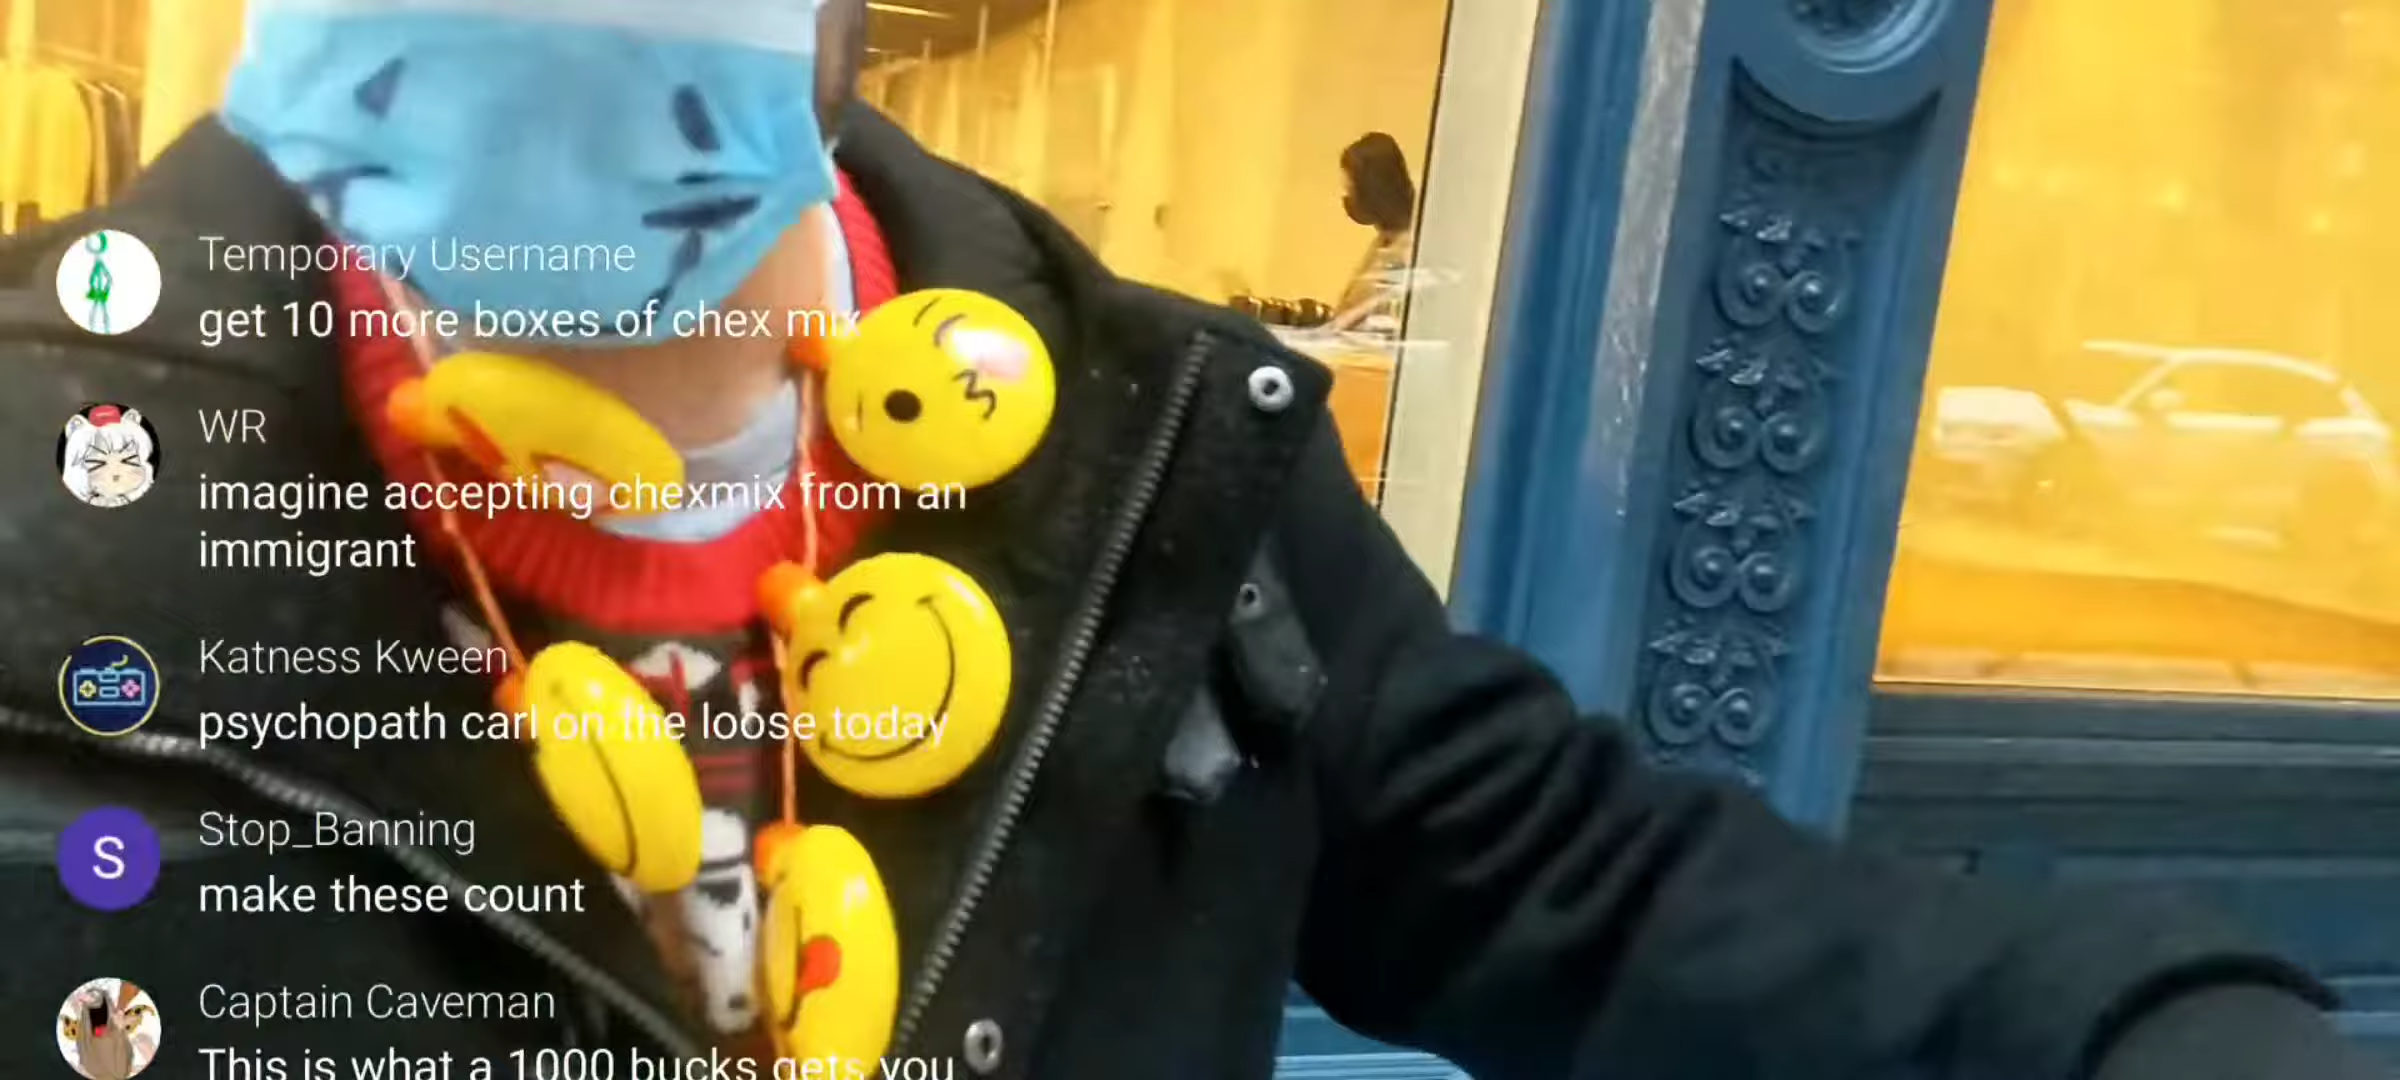 Temporary Username
get 10 more boxes of chex mix
WR
imagine accepting chexmix from an
immigrant
Katness Kween
psychopath carl on the loose today
Stop_Banning
make these count
S
Captain Caveman
This is what a 1000 bucks gets you